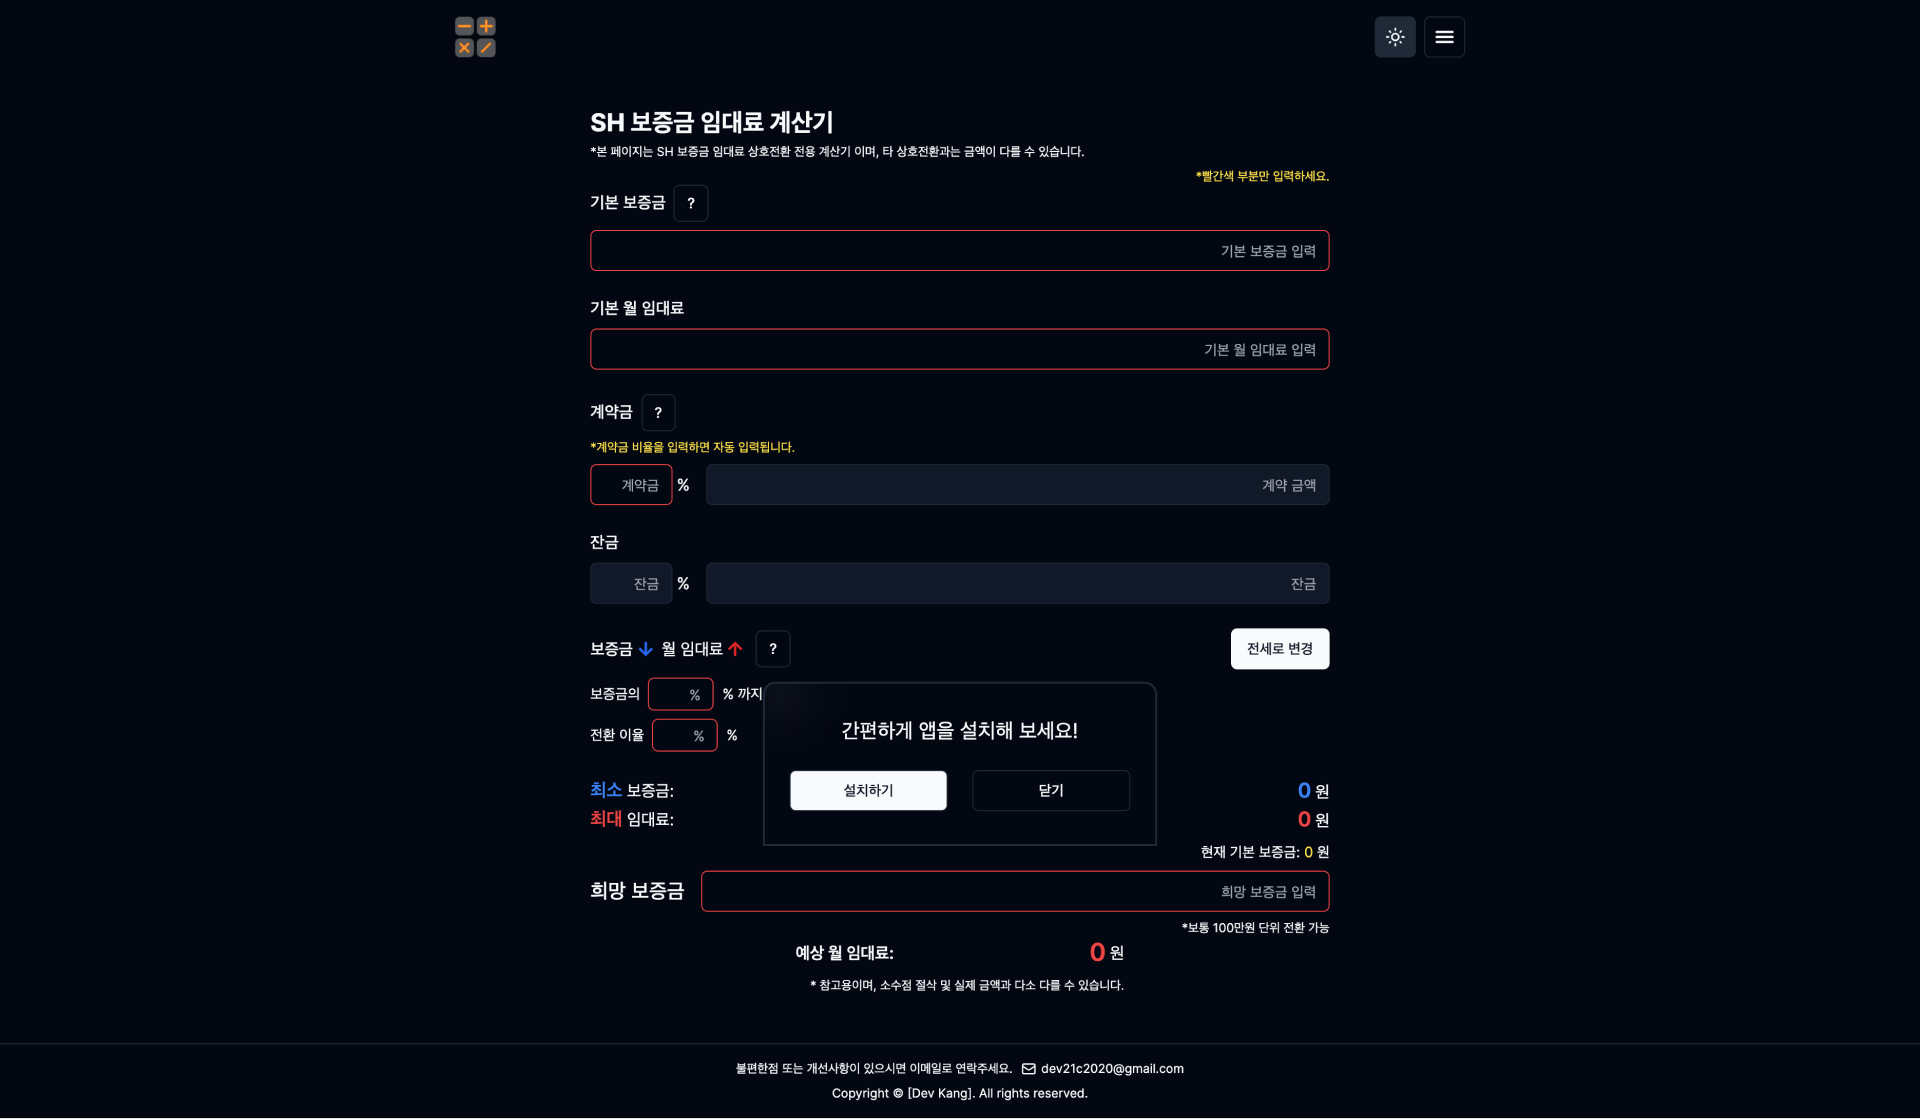 SH 보증금 임대료 계산기
*본 페이지는 SH 보증금 임대료 상호전환 전용 계산기 이며, 타 상호전환과는 금액이 다를 수 있습니다.
*빨간색 부분만 입력하세요.
기본 보증금 ?
기본 보증금 입력
기본 월 임대료
기본 월 임대료 입력
계약금 ?
*계약금 비율을 입력하면 자동 입력됩니다.
계약금 % 계약 금액
잔금
잔금 % 잔금
보증금 월 임대료 ? 전세로 변경
보증금의 % % 까지
전환 이율 % %
간편하게 앱을 설치해 보세요!
설치하기 닫기
최소 보증금: 0 원
최대 임대료: 0 원
현재 기본 보증금: 0 원
희망 보증금 희망 보증금 입력
*보통 100만원 단위 전환 가능
예상 월 임대료: 0 원
* 참고용이며, 소수점 절삭 및 실제 금액과 다소 다를 수 있습니다.
불편한점 또는 개선사항이 있으시면 이메일로 연락주세요. dev21c2020@gmail.com
Copyright © [Dev Kang]. All rights reserved.